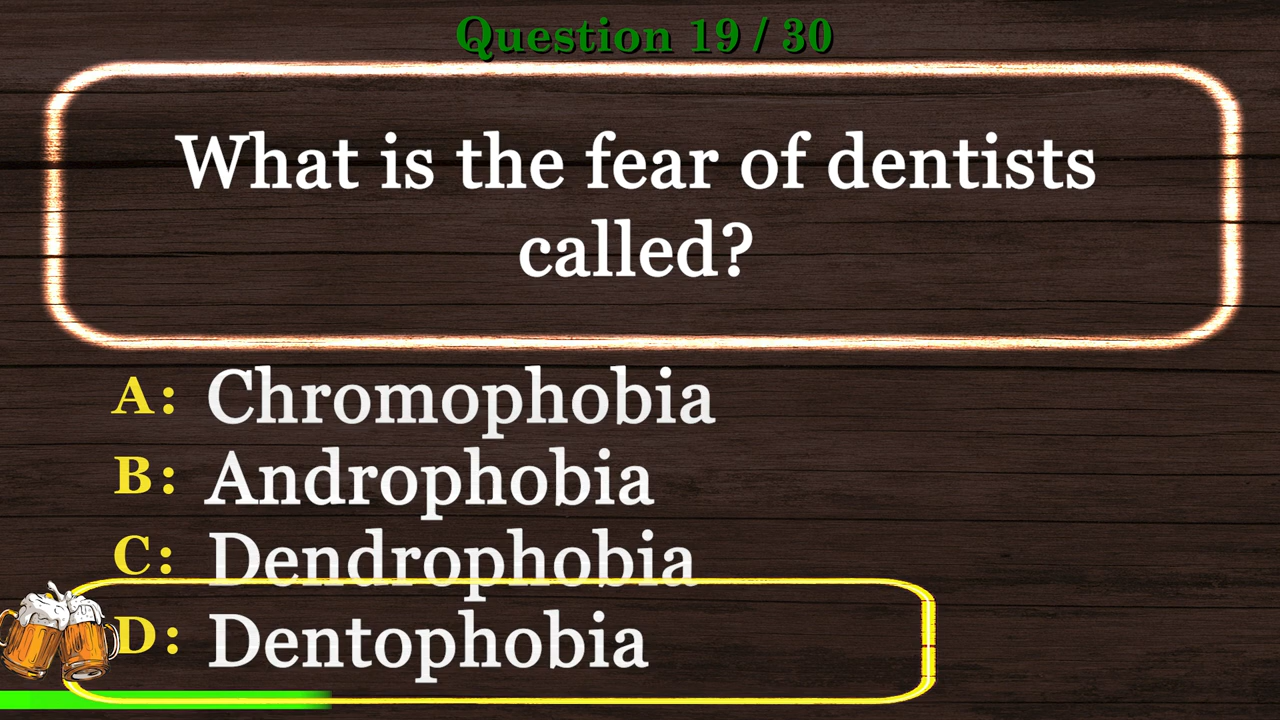 Question 19 / 30
What is the fear of dentists
called?
A: Chromophobia
B: Androphobia
C: Dendrophobia
D: Dentophobia